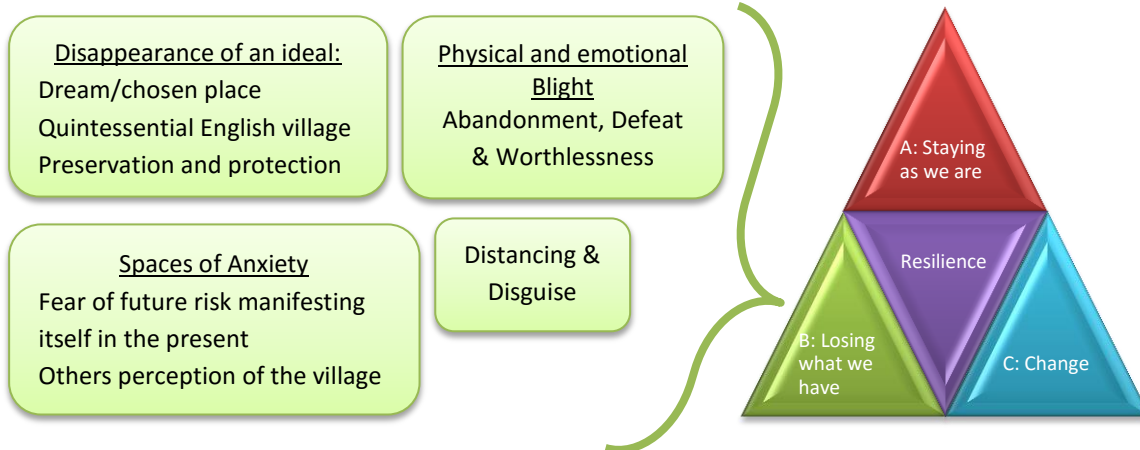 Disappearance of an ideal:
Dream/chosen place
Quintessential English village
Preservation and protection
Physical and emotional
Blight
Abandonment, Defeat
& Worthlessness
Spaces of Anxiety
Fear of future risk manifesting
itself in the present
Others perception of the village
Distancing &
Disguise
A: Staying
as we are
Resilience
B: Losing
what we
have
C: Change